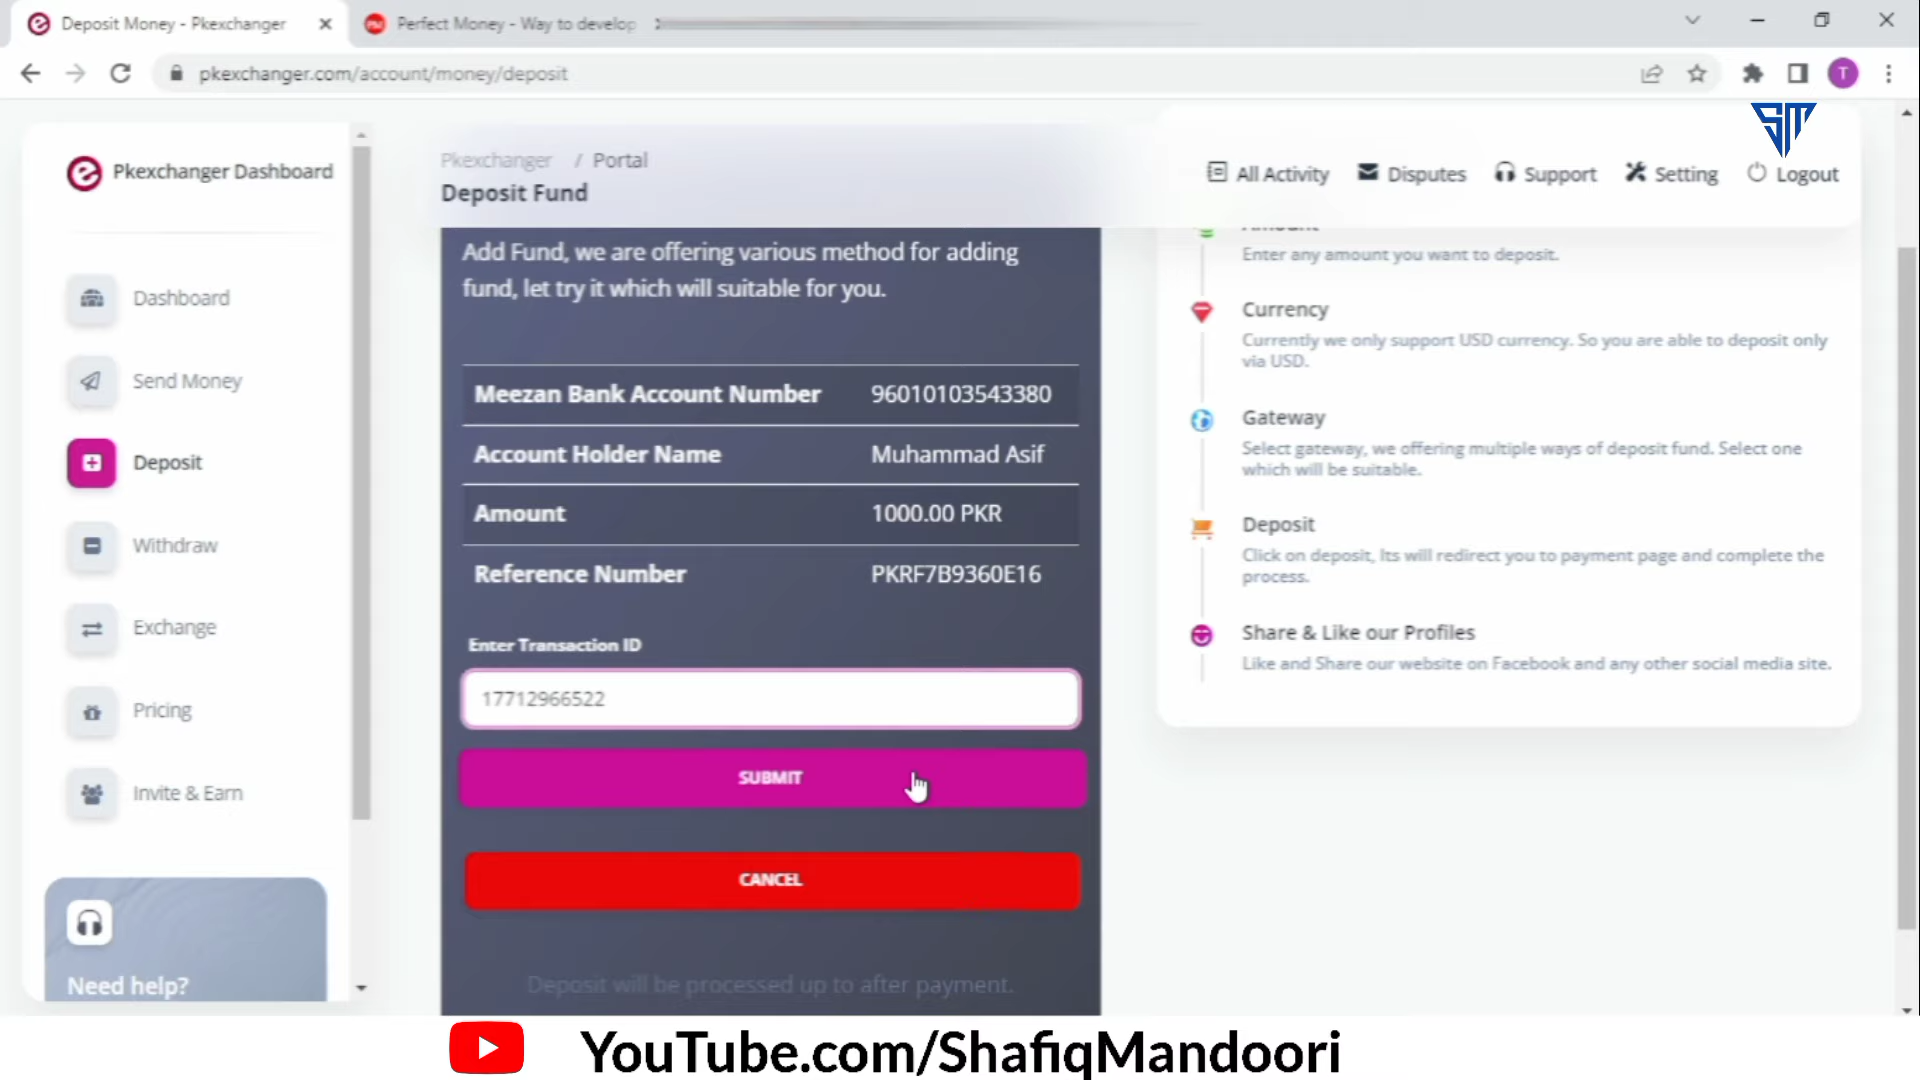 Deposit Money - Pkexchanger
Perfect Money - Way to develop
pkexchanger.com/account/money/deposit
T
SM
Pkexchanger Dashboard
Dashboard
Send Money
Deposit
Withdraw
Exchange
Pricing
Invite & Earn
Need help?
Pkexchanger / Portal
Deposit Fund
All Activity
Disputes
Support
Setting
Logout
Add Fund, we are offering various method for adding
fund, let try it which will suitable for you.
Meezan Bank Account Number 96010103543380
Account Holder Name Muhammad Asif
Amount 1000.00 PKR
Reference Number PKRF7B9360E16
Enter Transaction ID
17712966522
SUBMIT
CANCEL
Deposit will be processed up to after payment.
Amount
Enter any amount you want to deposit.
Currency
Currently we only support USD currency. So you are able to deposit only
via USD.
Gateway
Select gateway, we offering multiple ways of deposit fund. Select one
which will be suitable.
Deposit
Click on deposit, Its will redirect you to payment page and complete the
process.
Share & Like our Profiles
Like and Share our website on Facebook and any other social media site.
YouTube.com/ShafiqMandoori